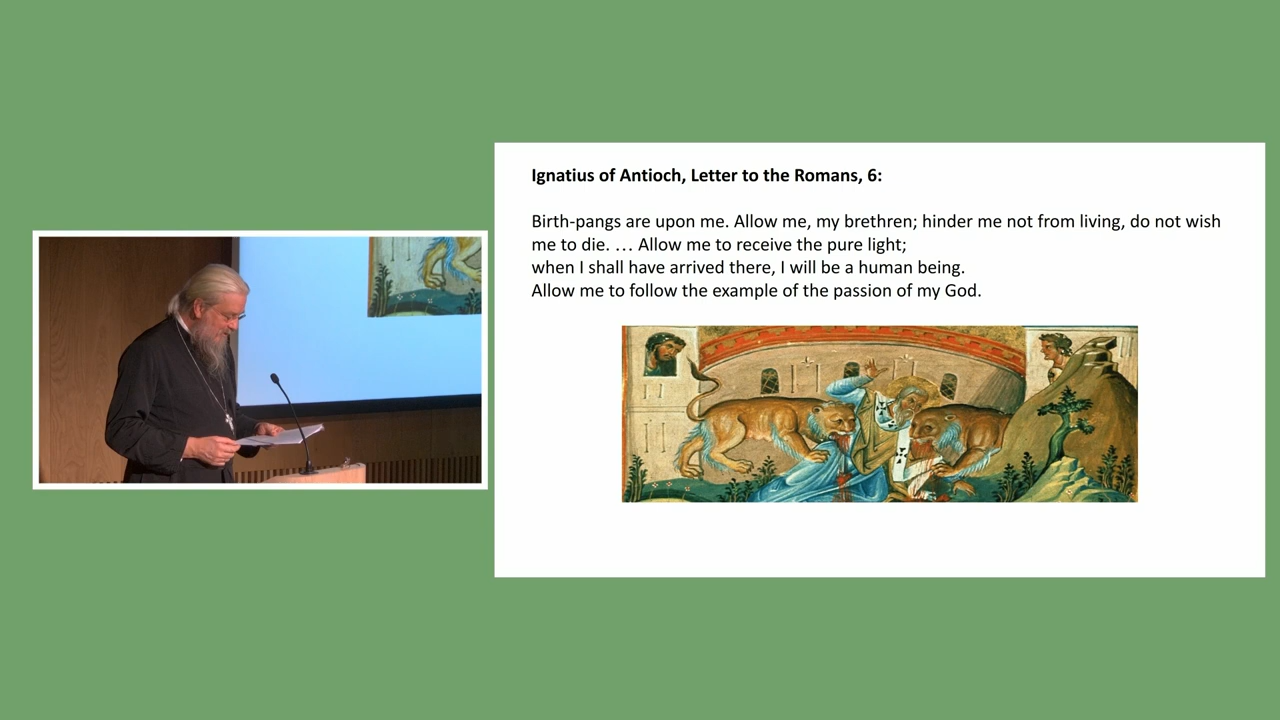 Ignatius of Antioch, Letter to the Romans, 6:
Birth-pangs are upon me. Allow me, my brethren; hinder me not from living, do not wish
me to die. … Allow me to receive the pure light;
when I shall have arrived there, I will be a human being.
Allow me to follow the example of the passion of my God.